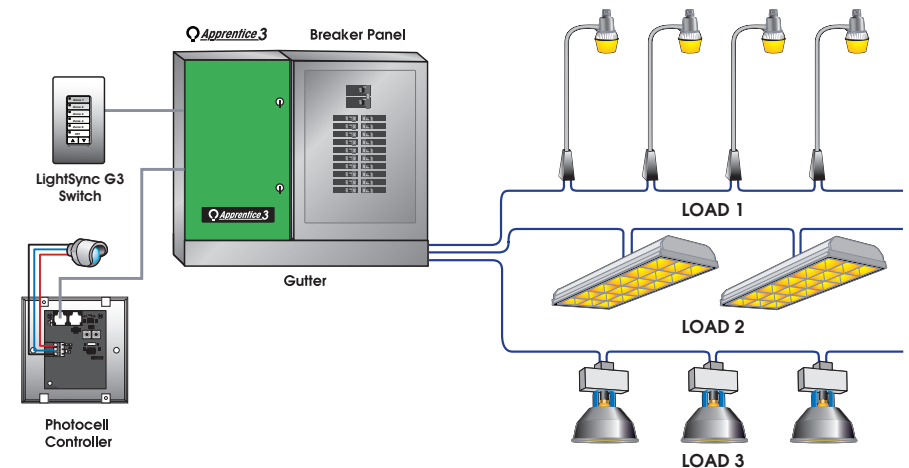 Apprentice 3
Breaker Panel
LightSync G3
Switch
Apprentice 3
LOAD 1
Gutter
LOAD 2
Photocell
Controller
LOAD 3